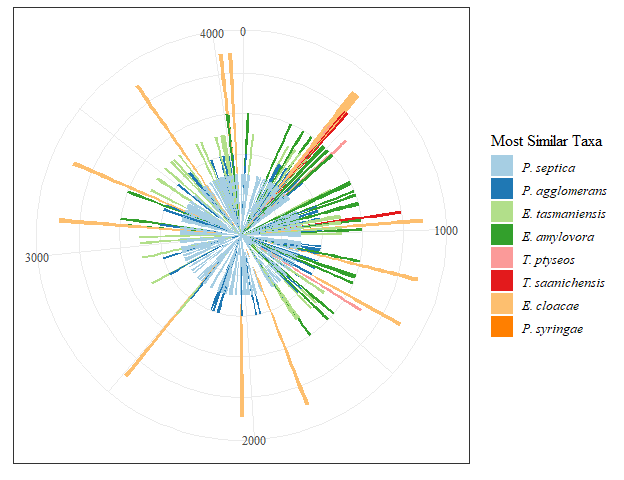 4000 0
1000
3000
2000
Most Similar Taxa
P. septica
P. agglomerans
E. tasmaniensis
E. amylovora
T. ptyseos
T. saanichensis
E. cloacae
P. syringae